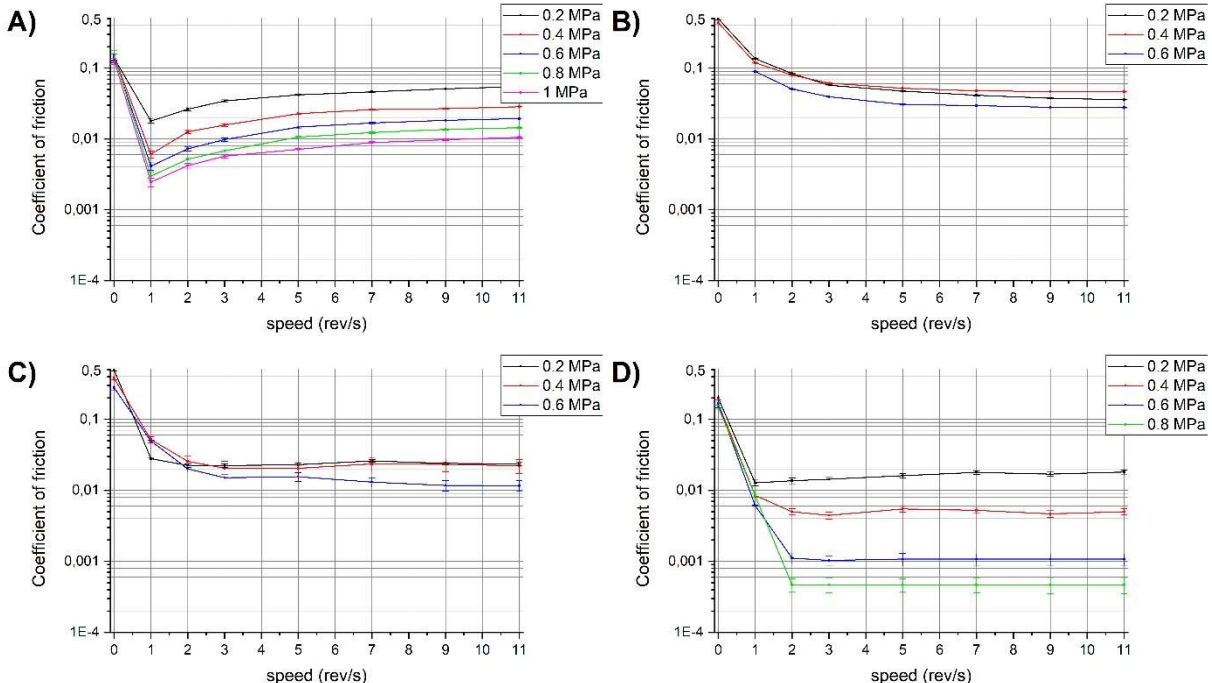 A)
0.2 MPa
0.4 MPa
0.6 MPa
0.8 MPa
1 MPa
Coefficient of friction
0,5
0,1
0,01
0,001
1E-4
0 1 2 3 4 5 6 7 8 9 10 11
speed (rev/s)
B)
0.2 MPa
0.4 MPa
0.6 MPa
Coefficient of friction
0,5
0,1
0,01
0,001
1E-4
0 1 2 3 4 5 6 7 8 9 10 11
speed (rev/s)
C)
0.2 MPa
0.4 MPa
0.6 MPa
Coefficient of friction
0,5
0,1
0,01
0,001
1E-4
0 1 2 3 4 5 6 7 8 9 10 11
speed (rev/s)
D)
0.2 MPa
0.4 MPa
0.6 MPa
0.8 MPa
Coefficient of friction
0,5
0,1
0,01
0,001
1E-4
0 1 2 3 4 5 6 7 8 9 10 11
speed (rev/s)